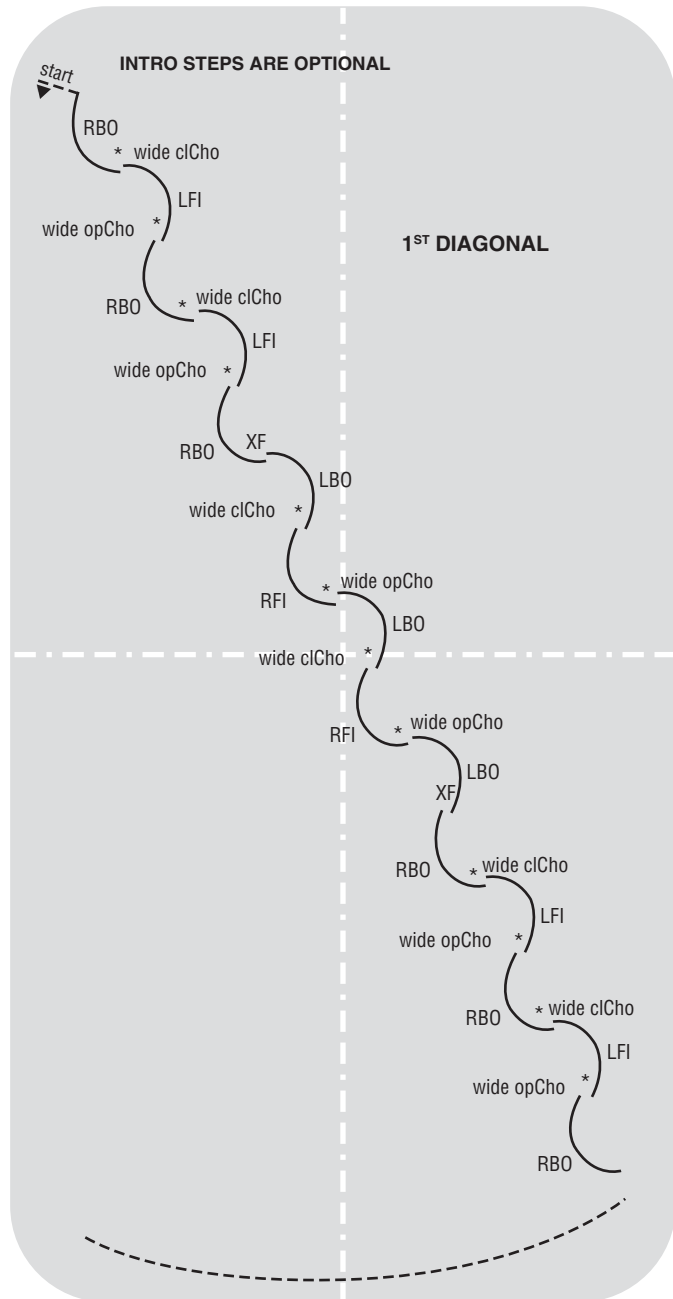 INTRO STEPS ARE OPTIONAL
start
RBO
* wide clCho
LFI
wide opCho *
1ST DIAGONAL
RBO
* wide clCho
LFI
wide opCho *
RBO
XF
LBO
wide clCho *
RFI
* wide opCho
LBO
wide clCho *
RFI
* wide opCho
LBO
XF
RBO
* wide clCho
LFI
wide opCho *
RBO
* wide clCho
LFI
wide opCho *
RBO